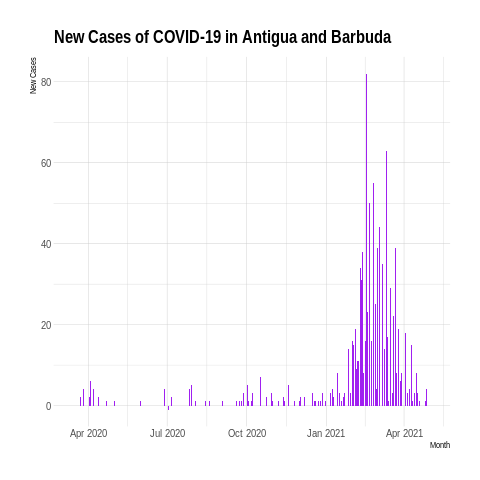 New Cases of COVID-19 in Antigua and Barbuda
New Cases
80
60
40
20
0
Apr 2020 Jul 2020 Oct 2020 Jan 2021 Apr 2021
Month